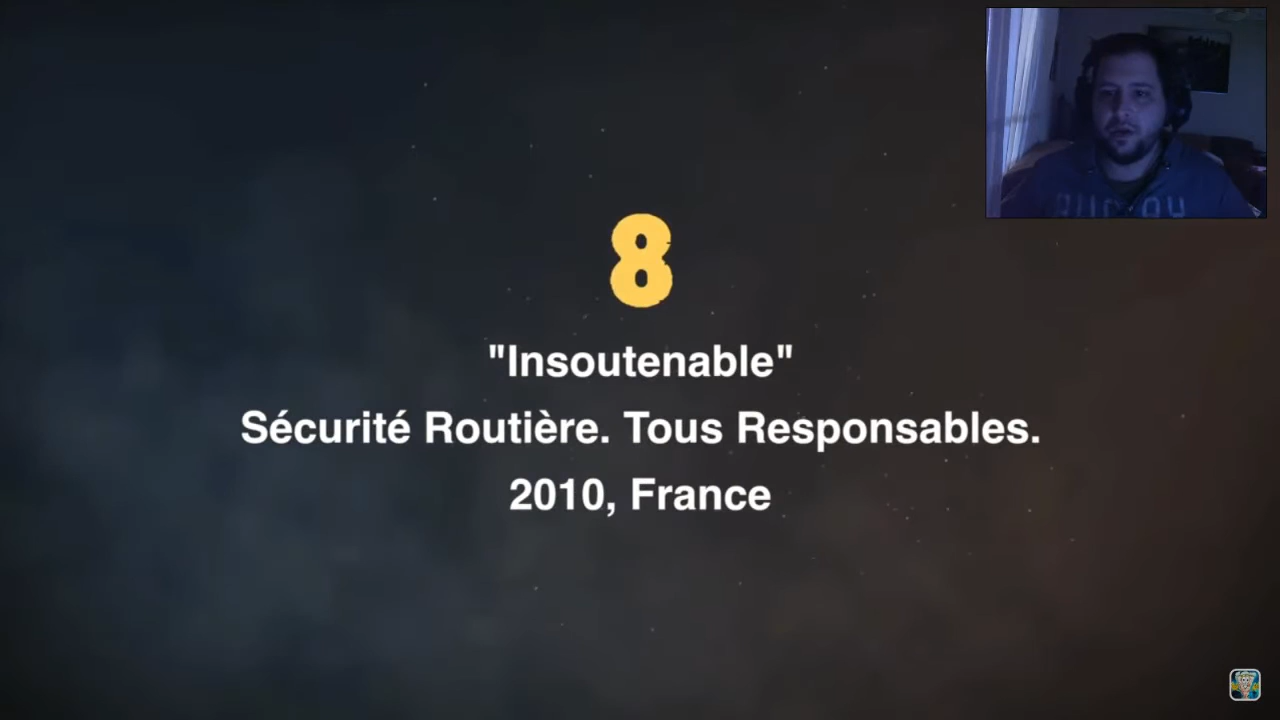 8
"Insoutenable"
Sécurité Routière. Tous Responsables.
2010, France